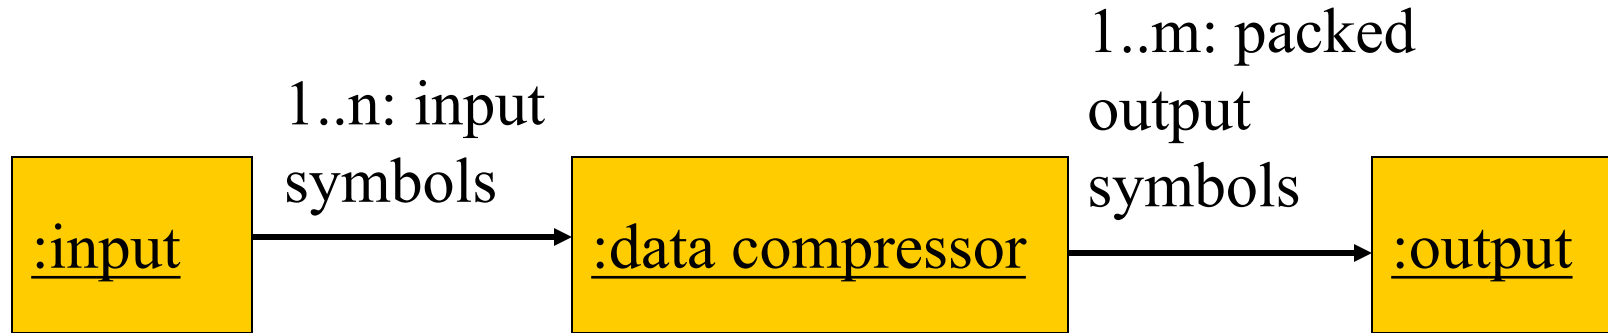 :input
1..n: input
symbols
:data compressor
1..m: packed
output
symbols
:output